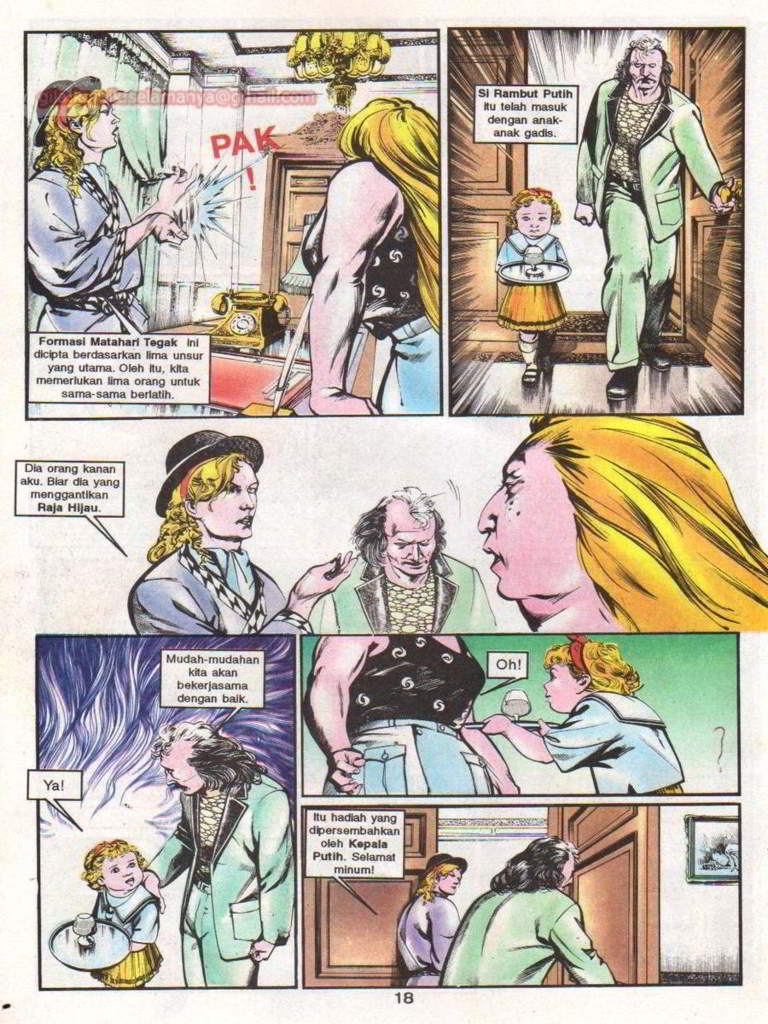 PAK
!
Formasi Matahari Tegak ini
dicipta berdasarkan lima unsur
yang utama. Oleh itu, kita
memerlukan lima orang untuk
sama-sama berlatih.
Si Rambut Putih
itu telah masuk
dengan anak-
anak gadis.
Dia orang kanan
aku. Biar dia yang
menggantikan
Raja Hijau.
Mudah-mudahan
kita akan
bekerjasama
dengan baik.
Ya!
Oh!
?
Itu hadiah yang
dipersembahkan
oleh Kepala
Putih. Selamat
minum!
18